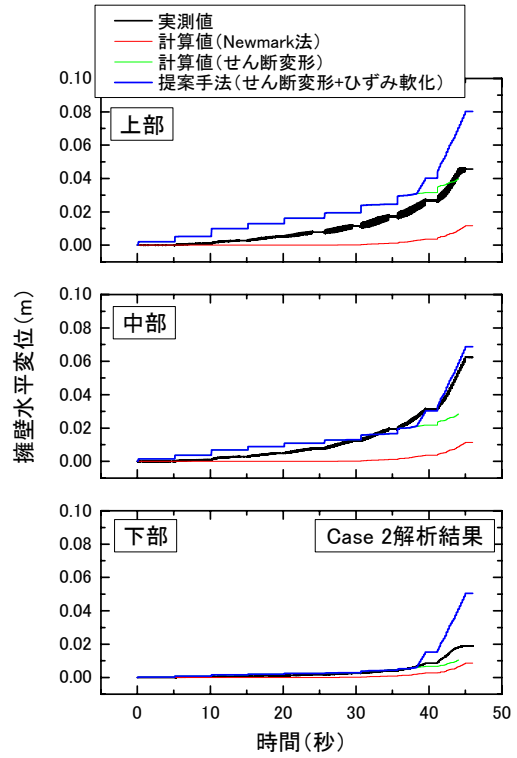 実測値
計算値(Newmark法)
計算値(せん断変形)
提案手法(せん断変形+ひずみ軟化)
0.10
0.08
0.06
0.04
0.02
0.00
上部
0.10
0.08
0.06
0.04
0.02
0.00
中部
擁壁水平変位(m)
0.10
0.08
0.06
0.04
0.02
0.00
下部
Case 2解析結果
0 10 20 30 40 50
時間(秒)